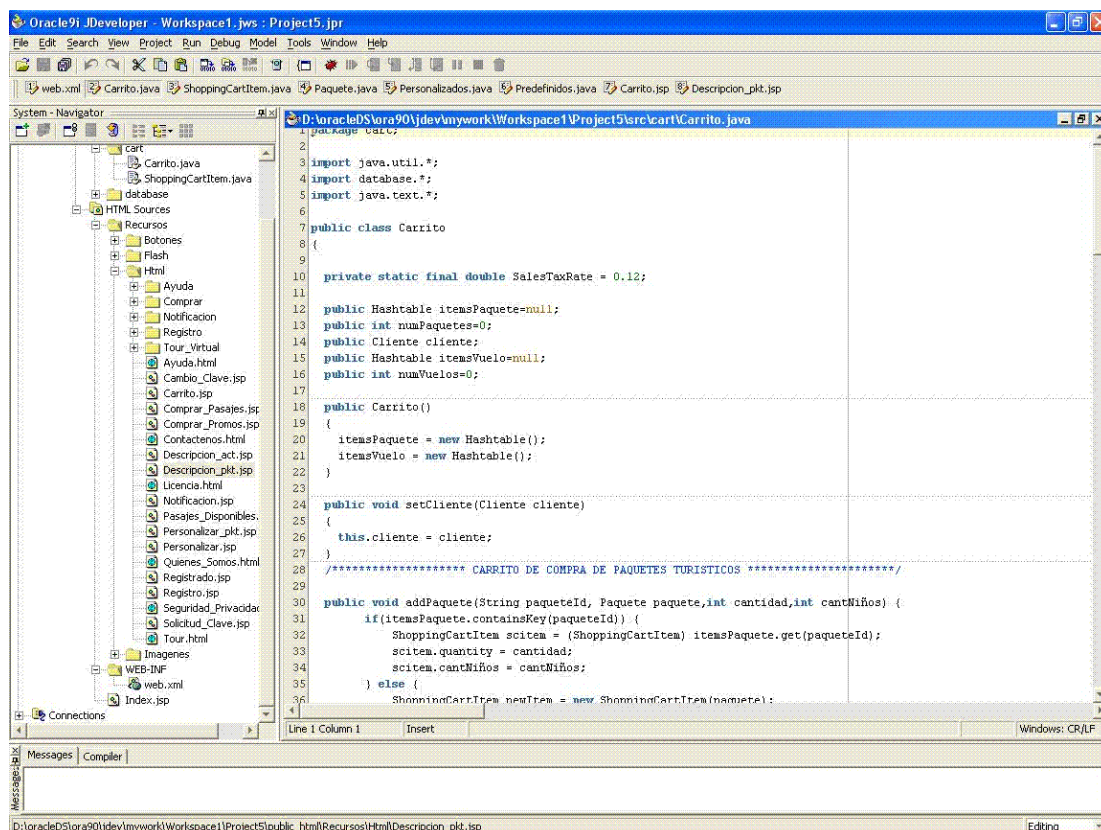 Oracle9i JDeveloper - Workspace1.jws : Project5.jpr
File Edit Search View Project Run Debug Model Tools Window Help
1 web.xml 2 Carrito.java 3 ShoppingCartItem.java 4 Paquete.java 5 Personalizados.java 6 Predefinidos.java 7 Carrito.jsp 8 Descripcion_pkt.jsp
System - Navigator
cart
Carrito.java
ShoppingCartItem.java
database
HTML Sources
Recursos
Botones
Flash
Html
Ayuda
Comprar
Notificacion
Registro
Tour_Virtual
Ayuda.html
Cambio_Clave.jsp
Carrito.jsp
Comprar_Pasajes.jsp
Comprar_Promos.jsp
Contactenos.html
Descripcion_act.jsp
Descripcion_pkt.jsp
Licencia.html
Notificacion.jsp
Pasajes_Disponibles.
Personalizar_pkt.jsp
Personalizar.jsp
Quienes_Somos.html
Registrado.jsp
Registro.jsp
Seguridad_Privacidad
Solicitud_Clave.jsp
Tour.html
Imagenes
WEB-INF
web.xml
Index.jsp
Connections
D:\oracleDS\ora90\jdev\mywork\Workspace1\Project5\src\cart\Carrito.java
1 package cart;
2
3 import java.util.*;
4 import database.*;
5 import java.text.*;
6
7 public class Carrito
8 {
9
10 private static final double SalesTaxRate = 0.12;
11
12 public Hashtable itemsPaquete=null;
13 public int numPaquetes=0;
14 public Cliente cliente;
15 public Hashtable itemsVuelo=null;
16 public int numVuelos=0;
17
18 public Carrito()
19 {
20 itemsPaquete = new Hashtable();
21 itemsVuelo = new Hashtable();
22 }
23
24 public void setCliente(Cliente cliente)
25 {
26 this.cliente = cliente;
27 }
28 /******************** CARRITO DE COMPRA DE PAQUETES TURISTICOS **********************/
29
30 public void addPaquete(String paqueteId, Paquete paquete,int cantidad,int cantNiños) {
31 if(itemsPaquete.containsKey(paqueteId)) {
32 ShoppingCartItem scitem = (ShoppingCartItem) itemsPaquete.get(paqueteId);
33 scitem.quantity = cantidad;
34 scitem.cantNiños = cantNiños;
35 } else {
36 ShoppingCartItem newItem = new ShoppingCartItem(paquete);
Line 1 Column 1 Insert Windows: CR/LF
Messages Compiler
Messages
D:\oracleDS\ora90\jdev\mywork\Workspace1\Project5\public_html\Recursos\Html\Descripcion_pkt.jsp Editing